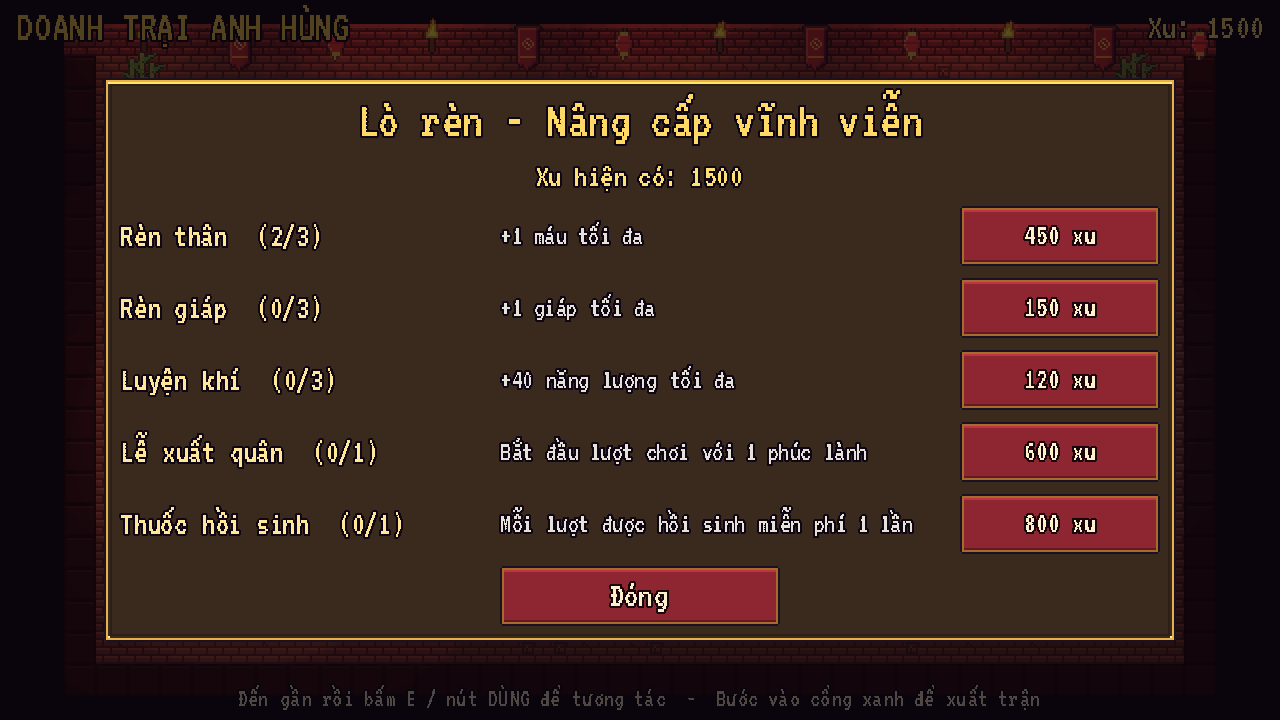 DOANH TRẠI ANH HÙNG
Xu: 1500
Lò rèn - Nâng cấp vĩnh viễn
Xu hiện có: 1500
Rèn thân (2/3) +1 máu tối đa 450 xu
Rèn giáp (0/3) +1 giáp tối đa 150 xu
Luyện khí (0/3) +40 năng lượng tối đa 120 xu
Lễ xuất quân (0/1) Bắt đầu lượt chơi với 1 phúc lành 600 xu
Thuốc hồi sinh (0/1) Mỗi lượt được hồi sinh miễn phí 1 lần 800 xu
Đóng
Đến gần rồi bấm E / nút DÙNG để tương tác - Bước vào cổng xanh để xuất trận